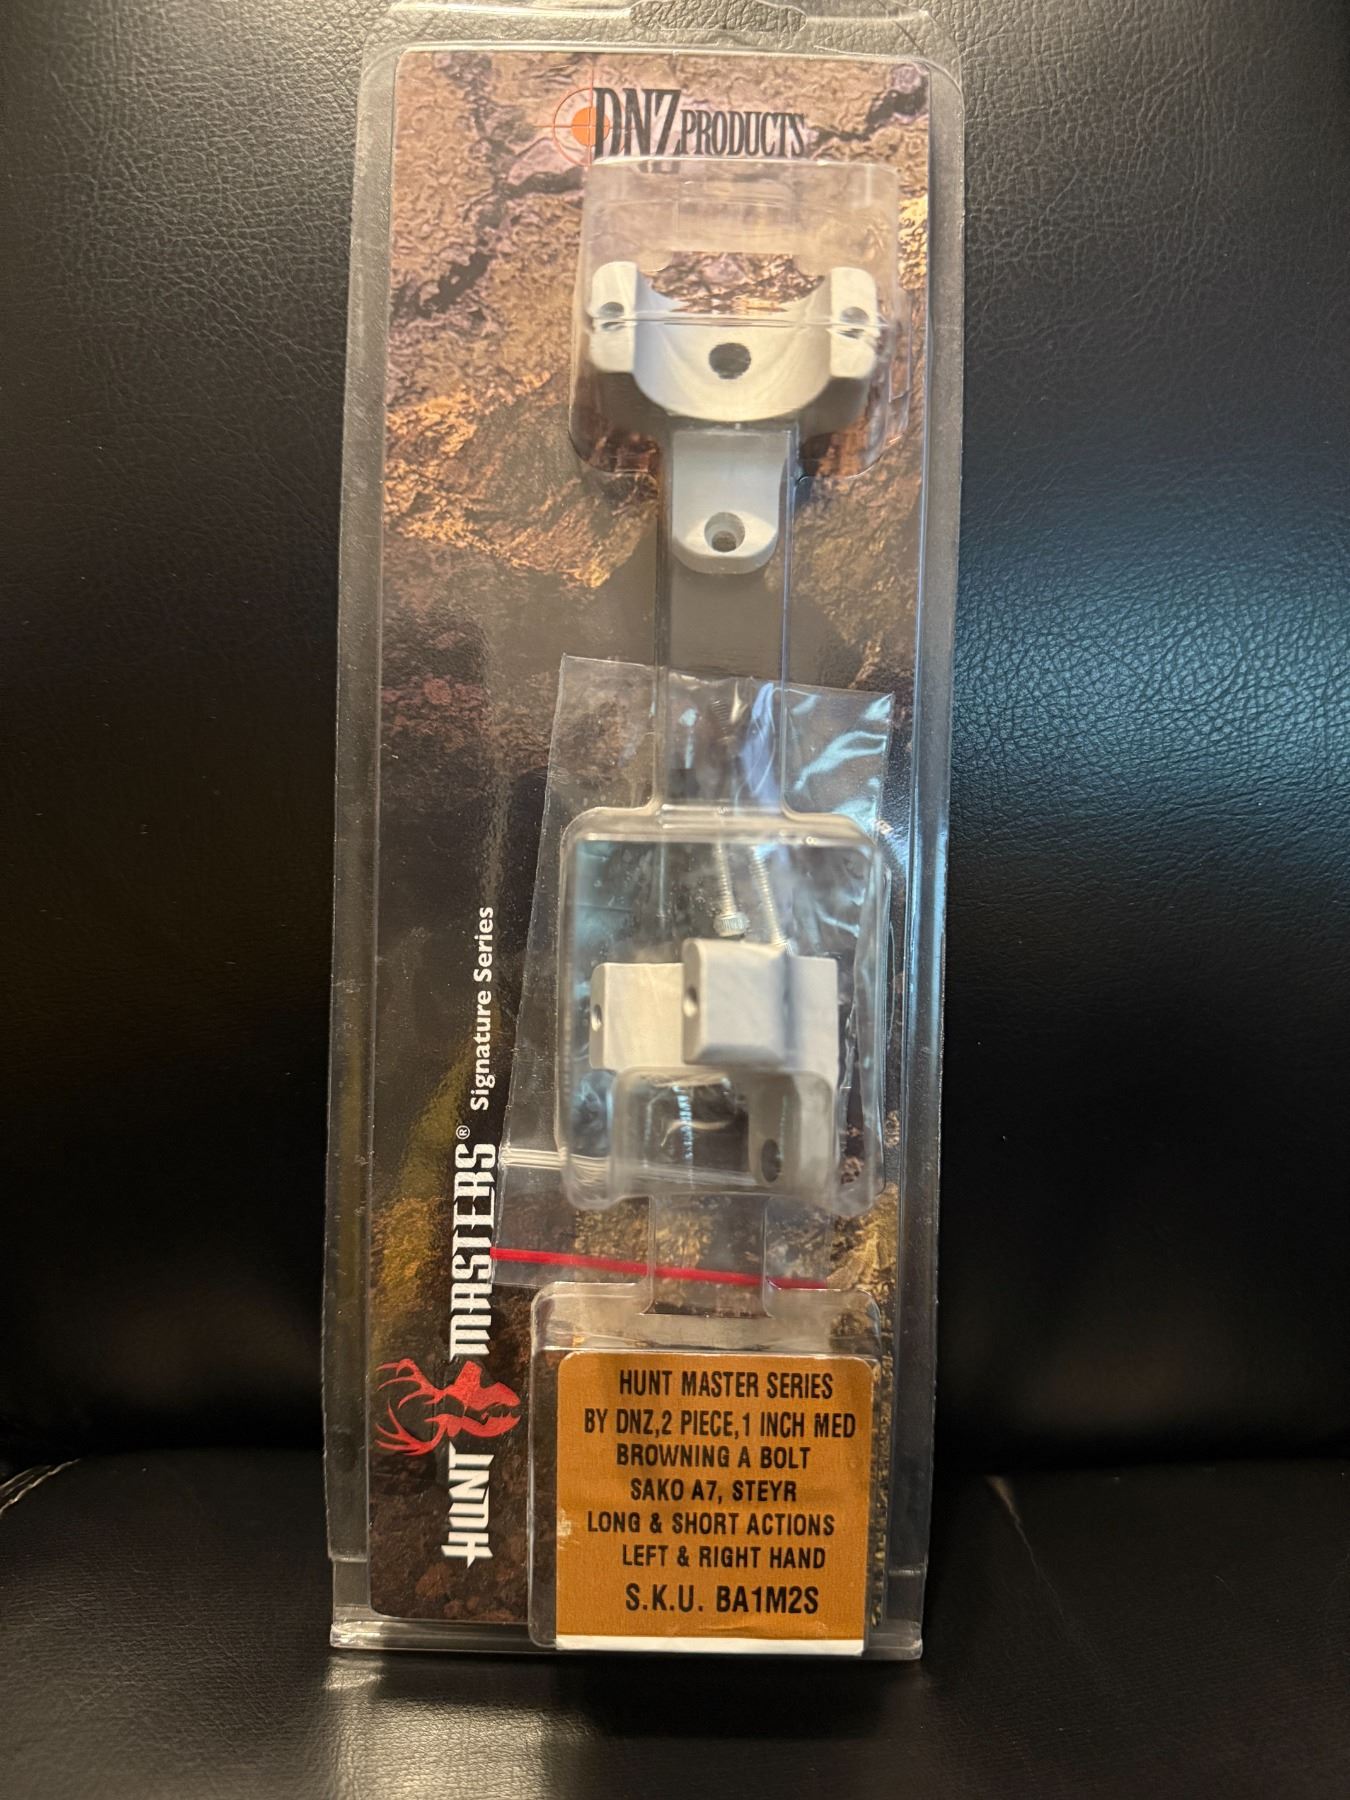 DNZ PRODUCTS
HUNT MASTERS® Signature Series
HUNT MASTER SERIES
BY DNZ,2 PIECE,1 INCH MED
BROWNING A BOLT
SAKO A7, STEYR
LONG & SHORT ACTIONS
LEFT & RIGHT HAND
S.K.U. BA1M2S